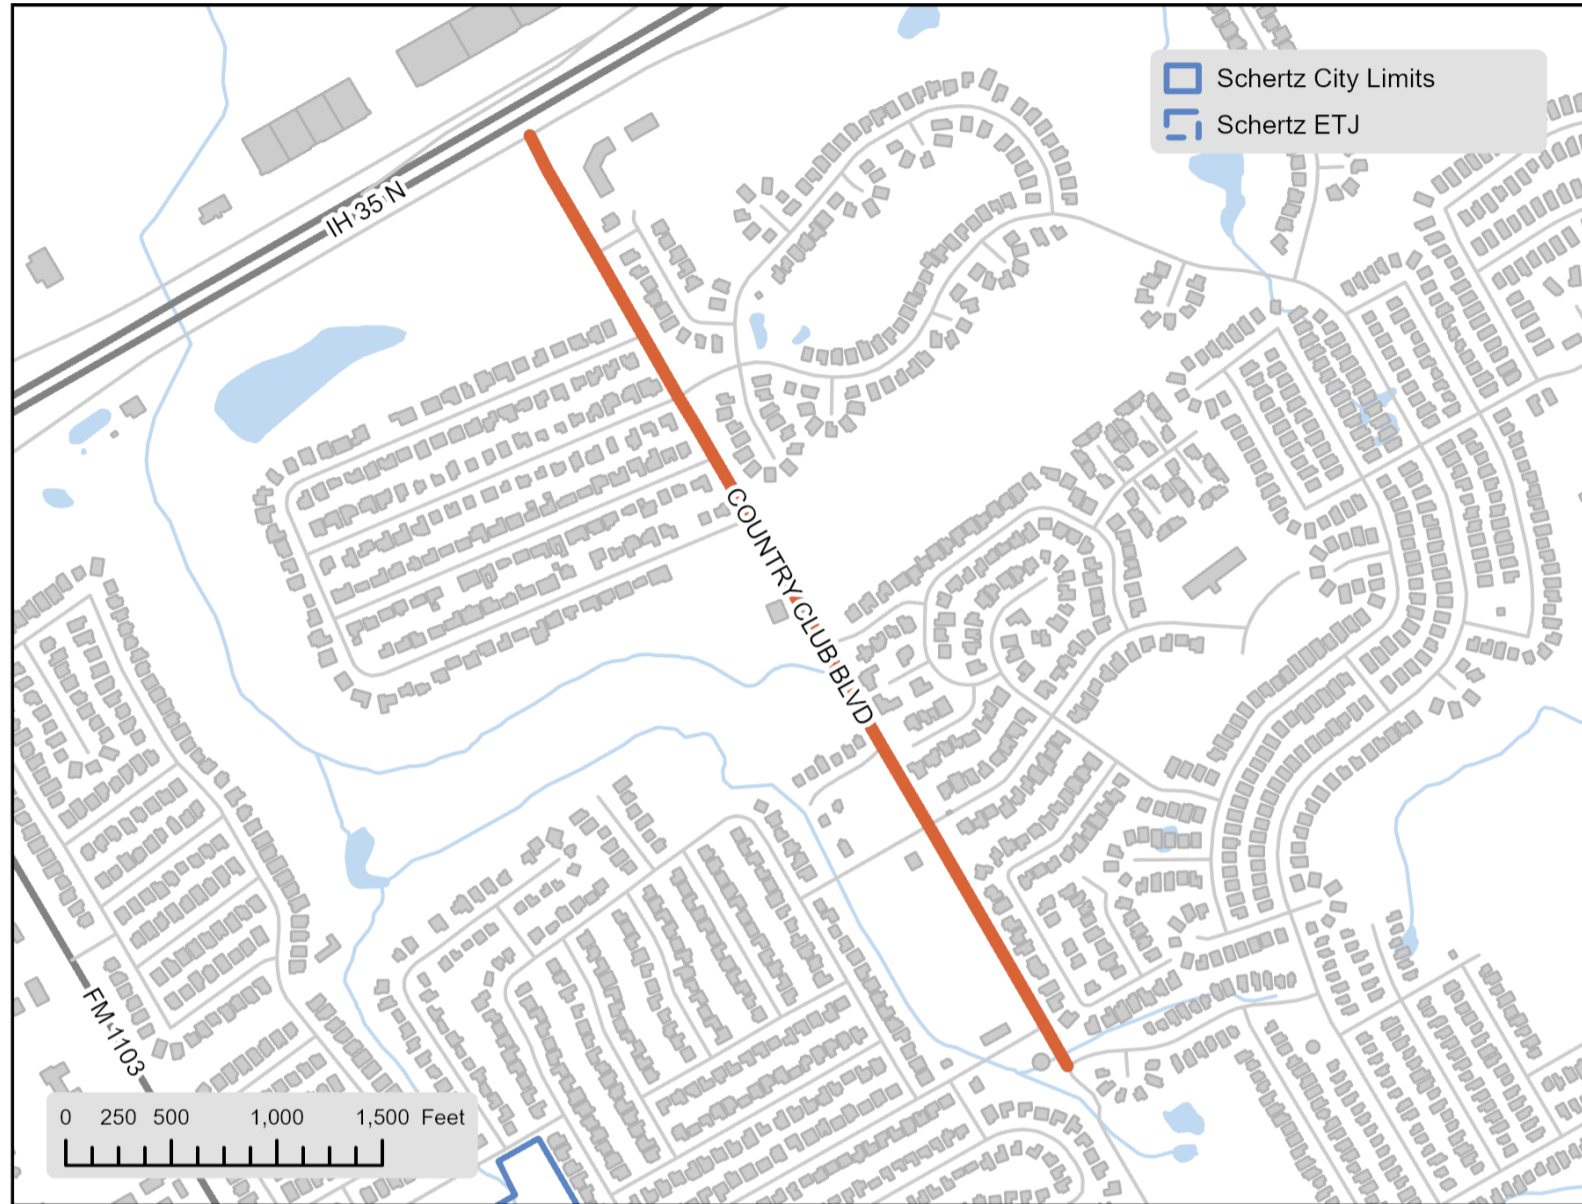 Schertz City Limits
Schertz ETJ
IH 35 N
COUNTRY CLUB BLVD
FM 1103
0 250 500 1,000 1,500 Feet